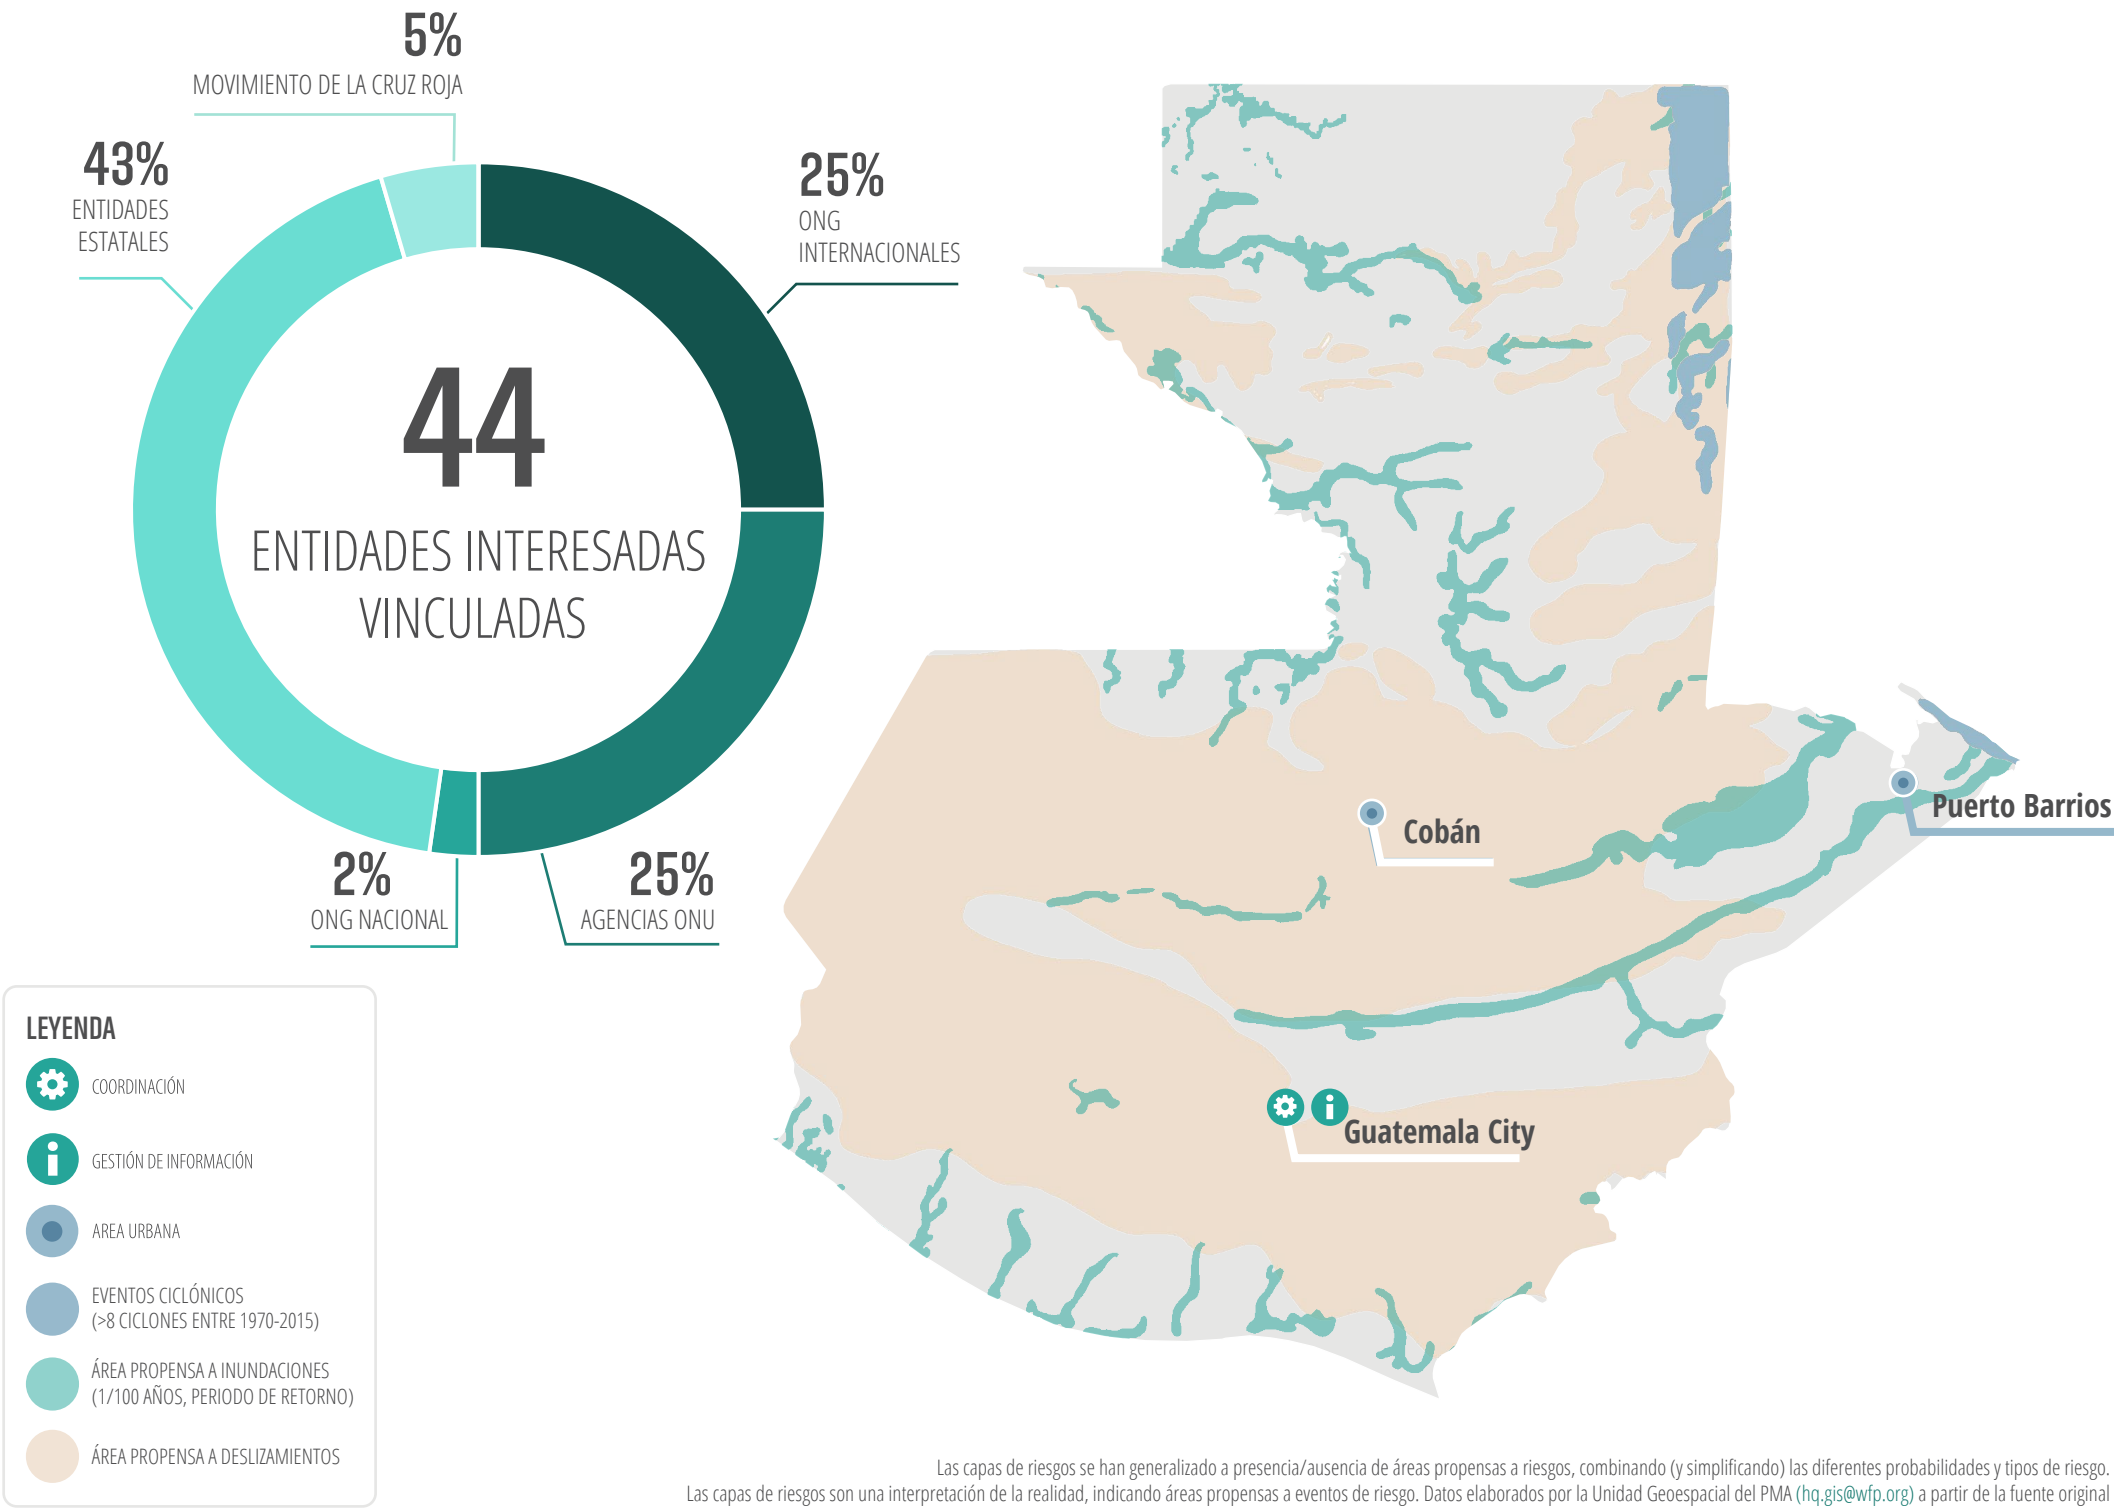 5%
MOVIMIENTO DE LA CRUZ ROJA
43%
ENTIDADES
ESTATALES
25%
ONG
INTERNACIONALES
44
ENTIDADES INTERESADAS
VINCULADAS
2%
ONG NACIONAL
25%
AGENCIAS ONU
Cobán
Puerto Barrios
Guatemala City
LEYENDA
COORDINACIÓN
GESTIÓN DE INFORMACIÓN
AREA URBANA
EVENTOS CICLÓNICOS
(>8 CICLONES ENTRE 1970-2015)
ÁREA PROPENSA A INUNDACIONES
(1/100 AÑOS, PERIODO DE RETORNO)
ÁREA PROPENSA A DESLIZAMIENTOS
Las capas de riesgos se han generalizado a presencia/ausencia de áreas propensas a riesgos, combinando (y simplificando) las diferentes probabilidades y tipos de riesgo.
Las capas de riesgos son una interpretación de la realidad, indicando áreas propensas a eventos de riesgo. Datos elaborados por la Unidad Geoespacial del PMA (hq.gis@wfp.org) a partir de la fuente original